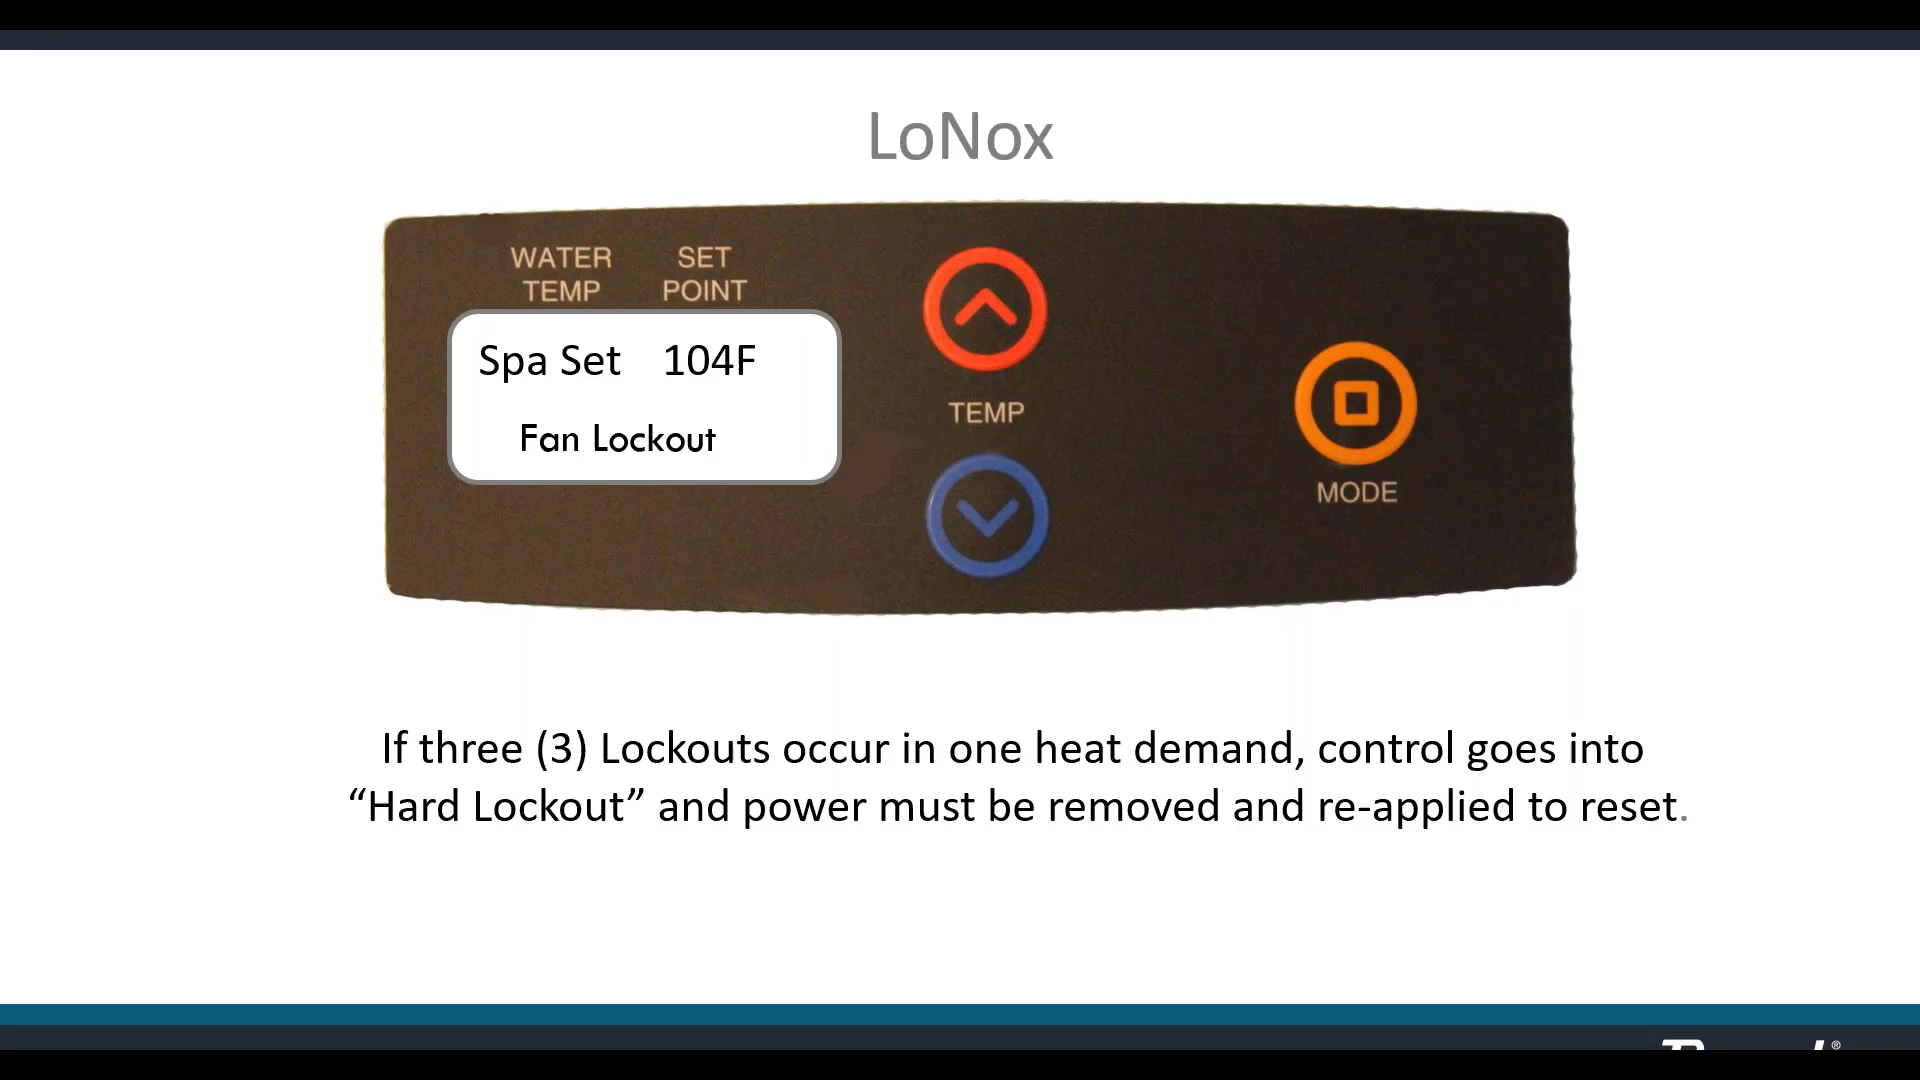 LoNox
WATER TEMP
SET POINT
Spa Set 104F
Fan Lockout
TEMP
MODE
If three (3) Lockouts occur in one heat demand, control goes into
“Hard Lockout” and power must be removed and re-applied to reset.